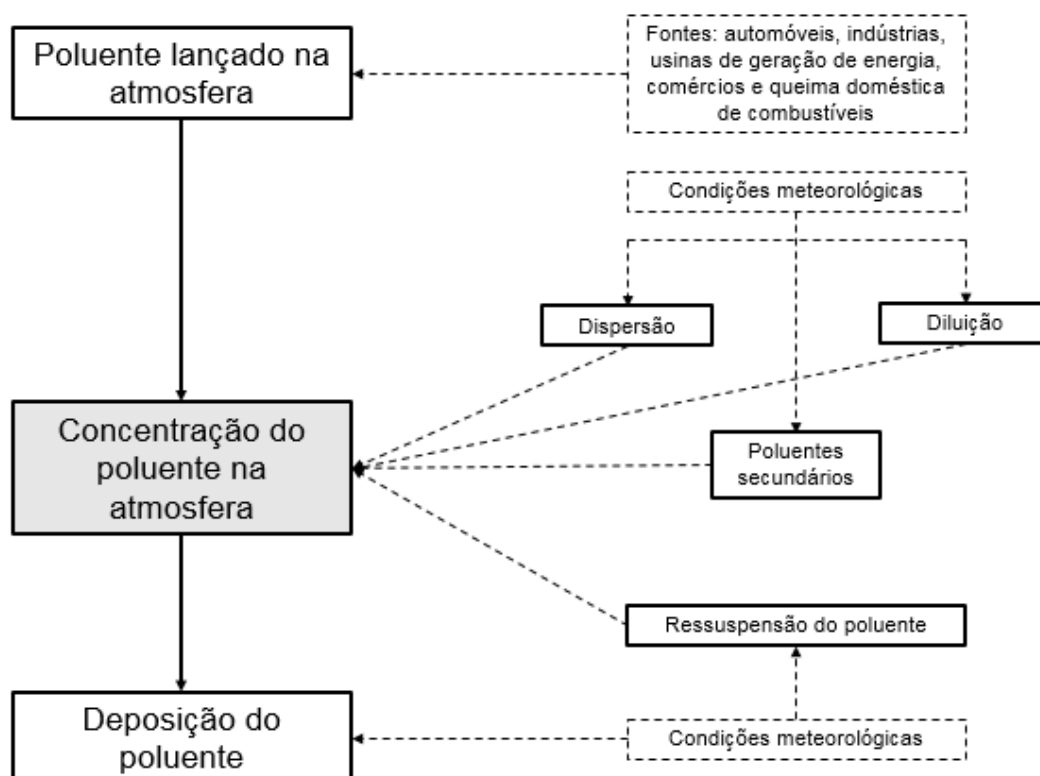 Poluente lançado na
atmosfera
Fontes: automóveis, indústrias,
usinas de geração de energia,
comércios e queima doméstica
de combustíveis
Condições meteorológicas
Dispersão
Diluição
Concentração do
poluente na
atmosfera
Poluentes
secundários
Ressuspensão do poluente
Deposição do
poluente
Condições meteorológicas